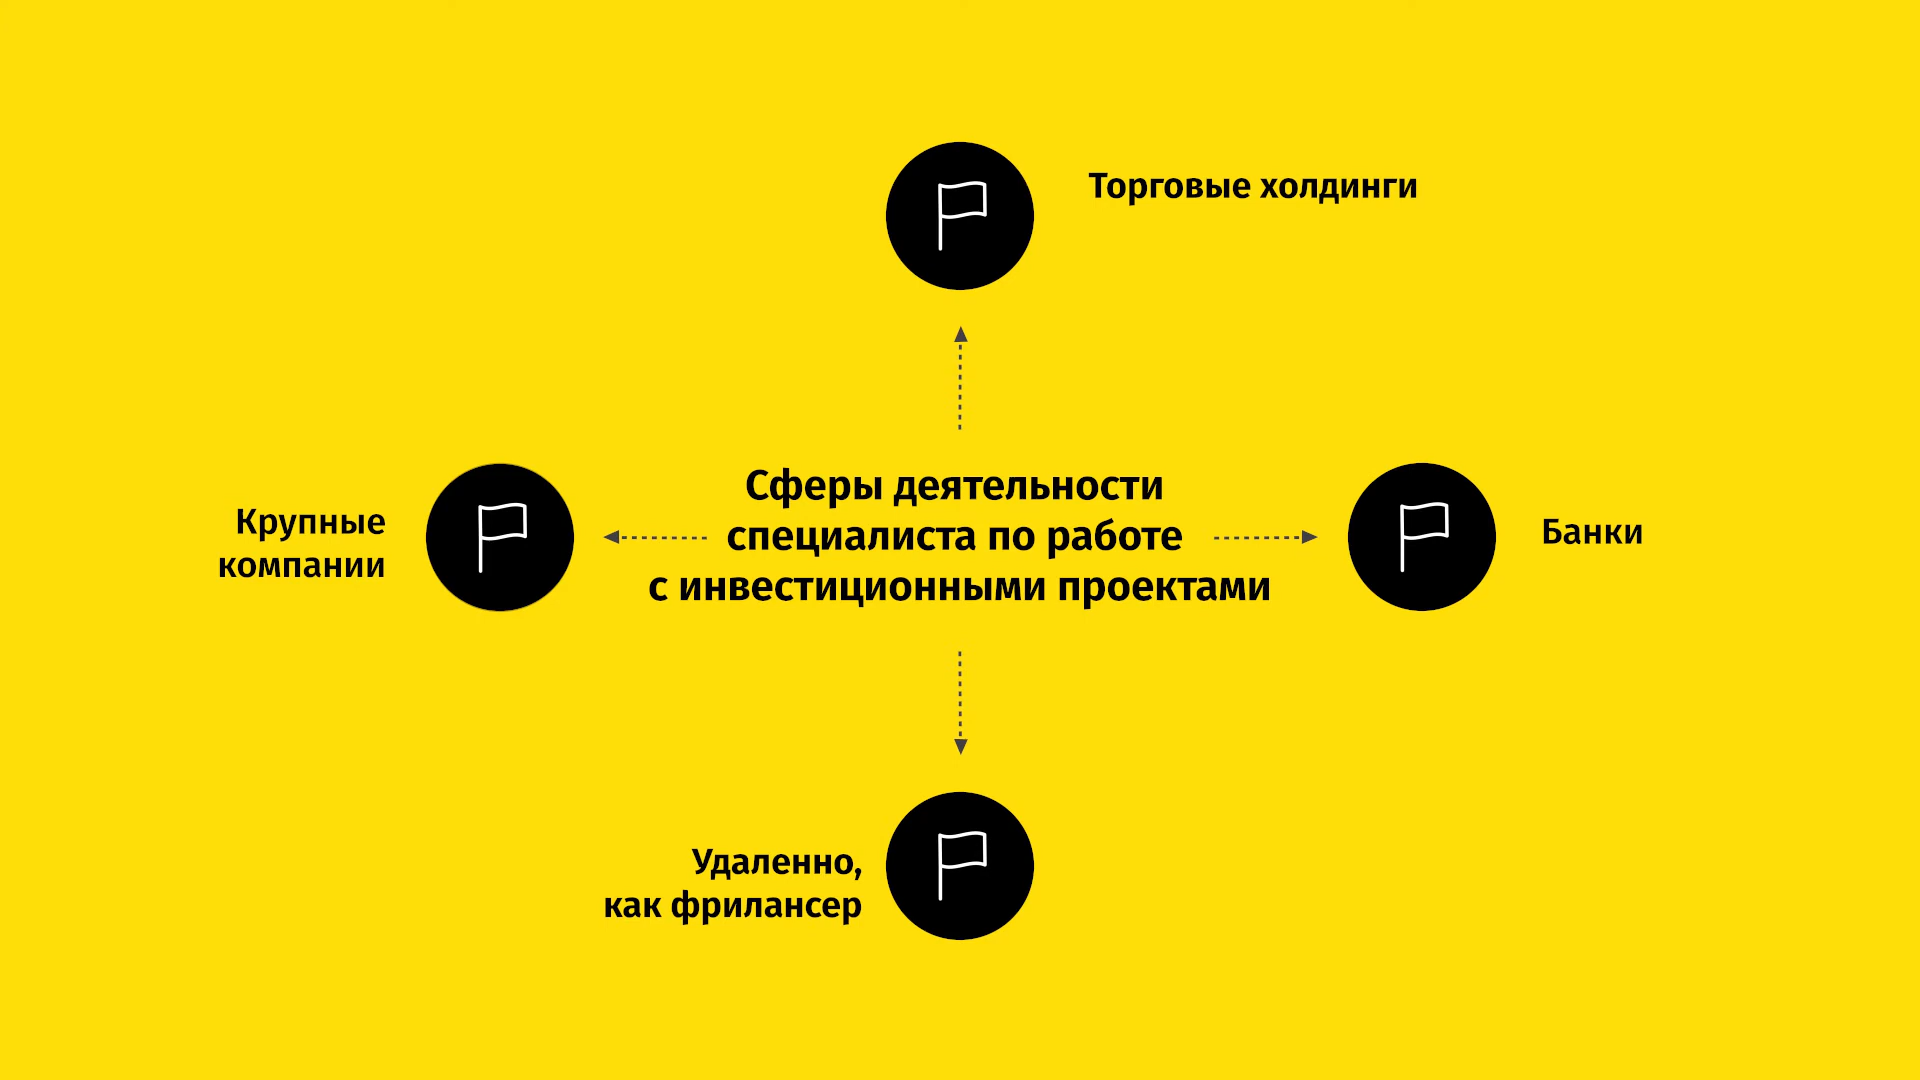 Торговые холдинги
Крупные
компании
Сферы деятельности
специалиста по работе
с инвестиционными проектами
Банки
Удаленно,
как фрилансер